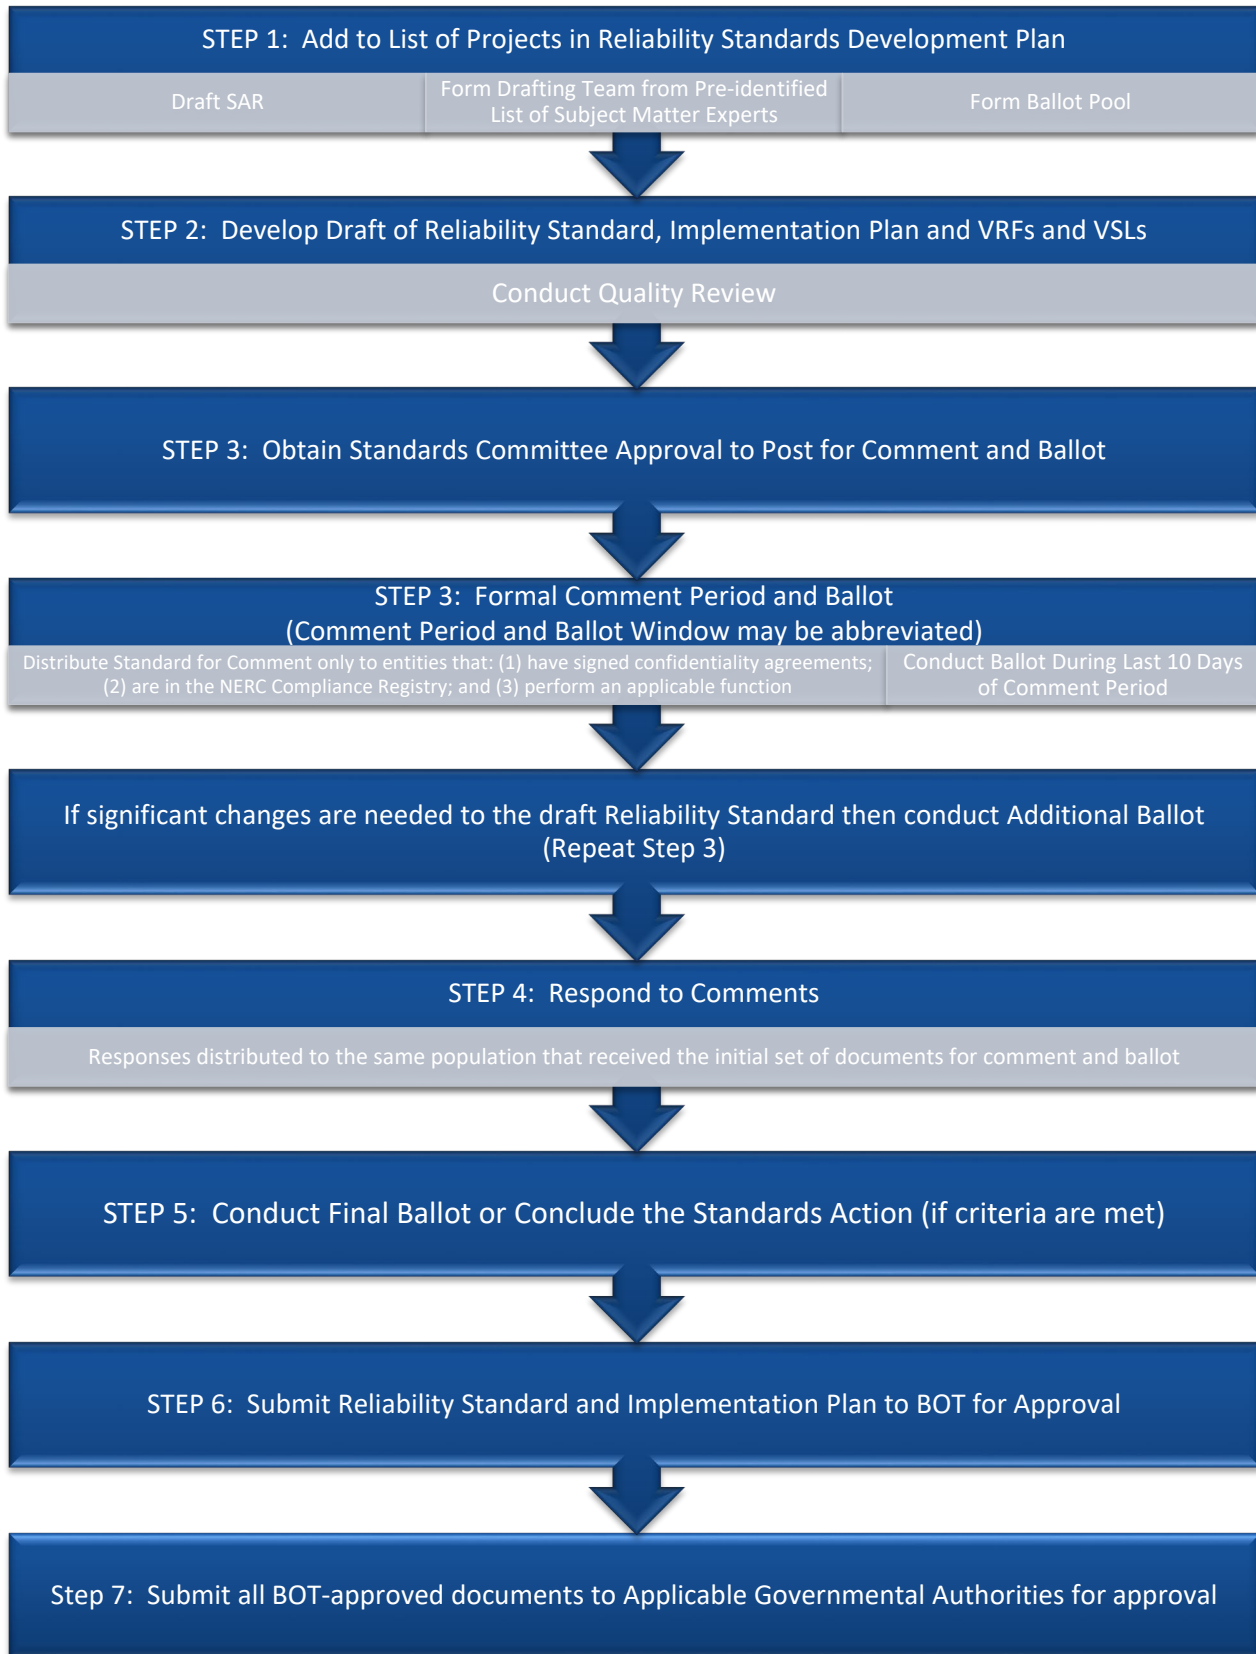 STEP 1: Add to List of Projects in Reliability Standards Development Plan
Draft SAR
Form Drafting Team from Pre-identified
List of Subject Matter Experts
Form Ballot Pool
STEP 2: Develop Draft of Reliability Standard, Implementation Plan and VRFs and VSLs
Conduct Quality Review
STEP 3: Obtain Standards Committee Approval to Post for Comment and Ballot
STEP 3: Formal Comment Period and Ballot
(Comment Period and Ballot Window may be abbreviated)
Distribute Standard for Comment only to entities that: (1) have signed confidentiality agreements;
(2) are in the NERC Compliance Registry; and (3) perform an applicable function
Conduct Ballot During Last 10 Days
of Comment Period
If significant changes are needed to the draft Reliability Standard then conduct Additional Ballot
(Repeat Step 3)
STEP 4: Respond to Comments
Responses distributed to the same population that received the initial set of documents for comment and ballot
STEP 5: Conduct Final Ballot or Conclude the Standards Action (if criteria are met)
STEP 6: Submit Reliability Standard and Implementation Plan to BOT for Approval
Step 7: Submit all BOT-approved documents to Applicable Governmental Authorities for approval